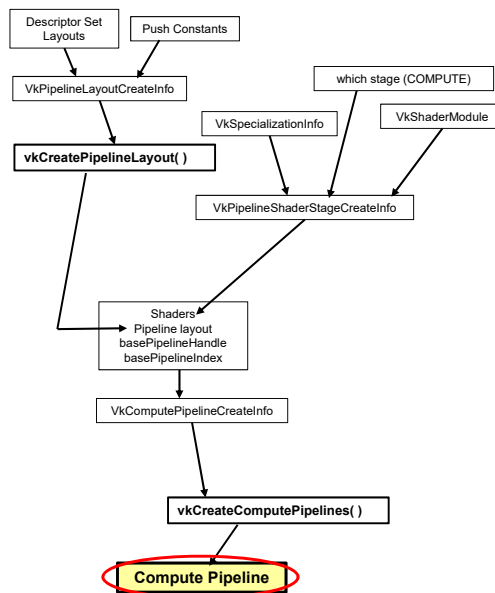 Descriptor Set
Layouts
Push Constants
VkPipelineLayoutCreateInfo
which stage (COMPUTE)
VkSpecializationInfo
VkShaderModule
vkCreatePipelineLayout( )
VkPipelineShaderStageCreateInfo
Shaders
Pipeline layout
basePipelineHandle
basePipelineIndex
VkComputePipelineCreateInfo
vkCreateComputePipelines( )
Compute Pipeline